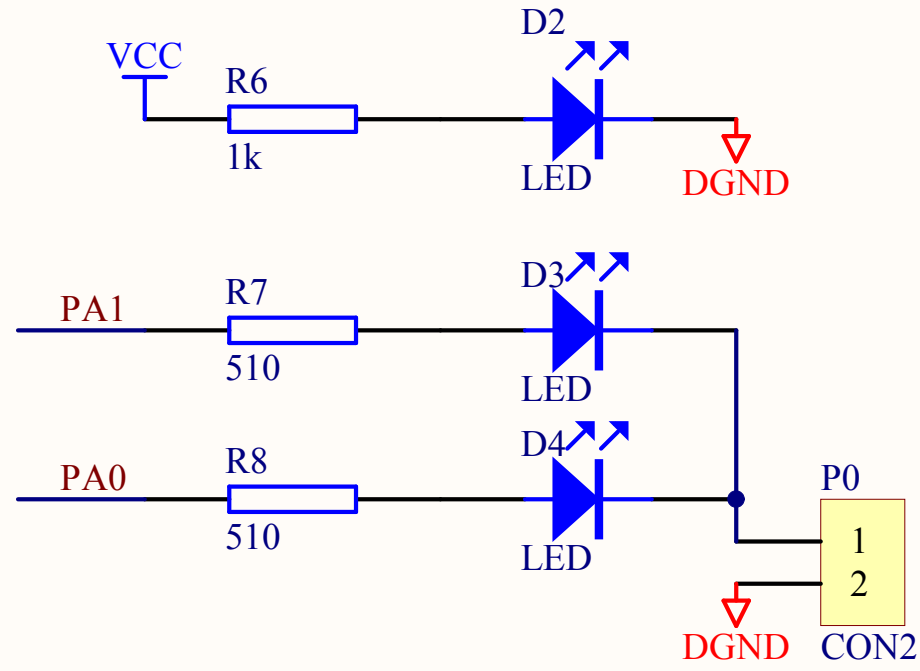 D2
VCC
R6
1k
LED
DGND
D3
PA1
R7
510
LED
D4
PA0
R8
510
LED
P0
1
2
DGND
CON2